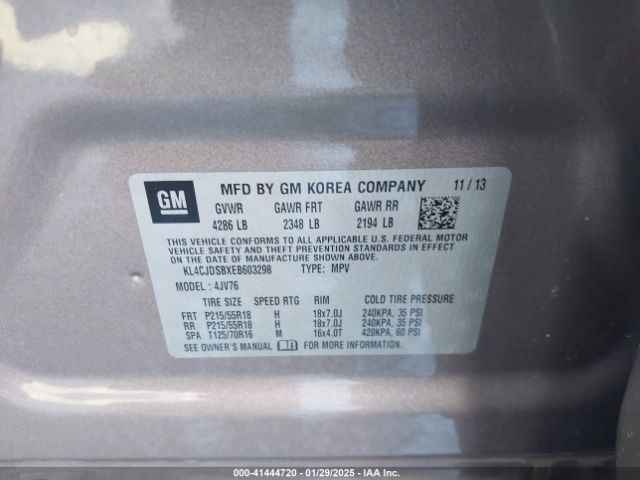 GM
MFD BY GM KOREA COMPANY 11 / 13
GVWR GAWR FRT GAWR RR
4286 LB 2348 LB 2194 LB
THIS VEHICLE CONFORMS TO ALL APPLICABLE U.S. FEDERAL MOTOR
VEHICLE SAFETY AND THEFT PREVENTION STANDARDS IN EFFECT ON
THE DATE OF MANUFACTURE SHOWN ABOVE.
KL4CJDSBXEB603298 TYPE: MPV
MODEL : 4JV76
TIRE SIZE SPEED RTG RIM COLD TIRE PRESSURE
FRT P215/55R18 H 18x7.0J 240KPA, 35 PSI
RR P215/55R18 H 18x7.0J 240KPA, 35 PSI
SPA T125/70R16 M 16x4.0T 420KPA, 60 PSI
SEE OWNER'S MANUAL FOR ADDITIONAL INFORMATION.
000-41444720 - 01/29/2025 - IAA Inc.